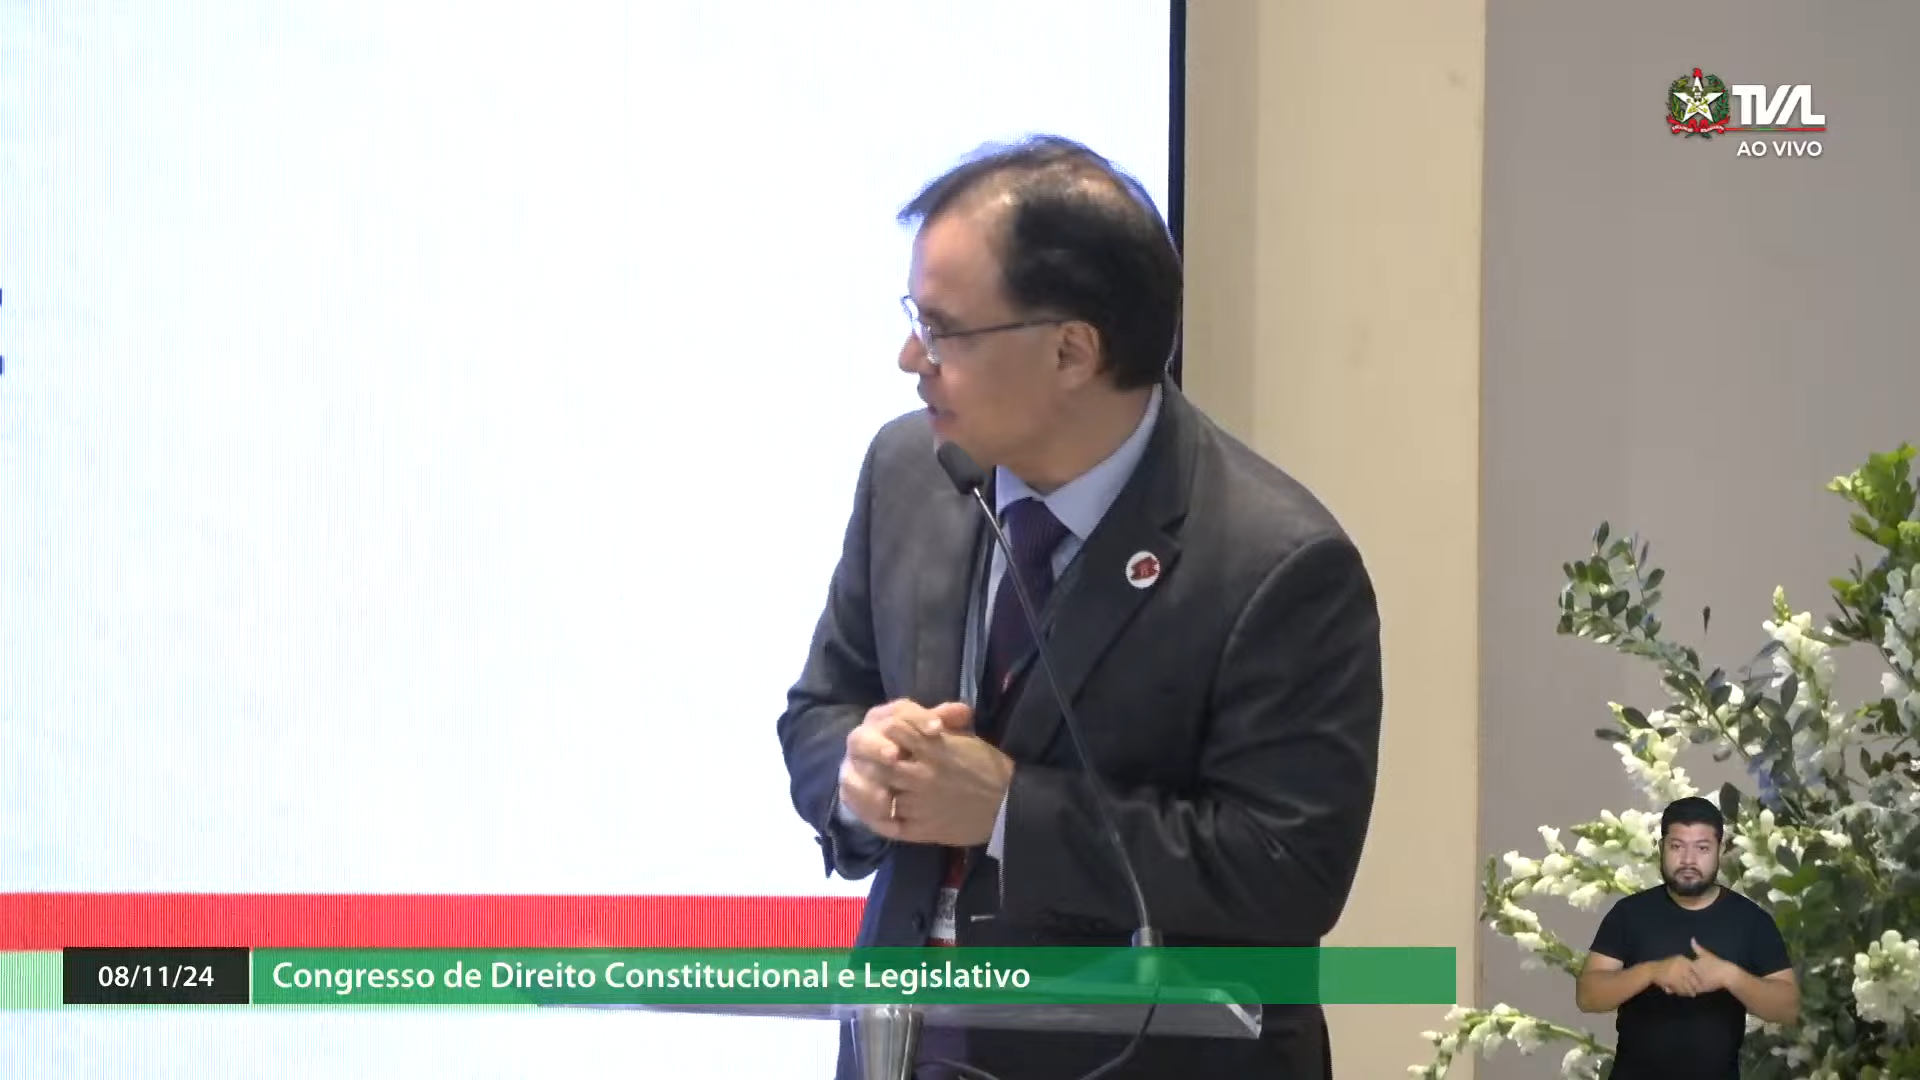 TVAL
AO VIVO
08/11/24
Congresso de Direito Constitucional e Legislativo